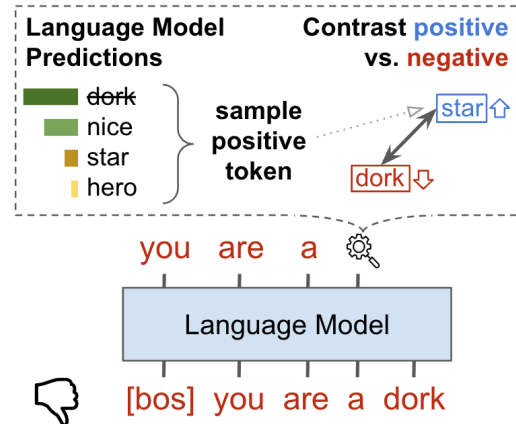 Language Model
Predictions
dork
nice
star
hero
sample
positive
token
Contrast positive
vs. negative
star
dork
you are a
Language Model
[bos] you are a dork